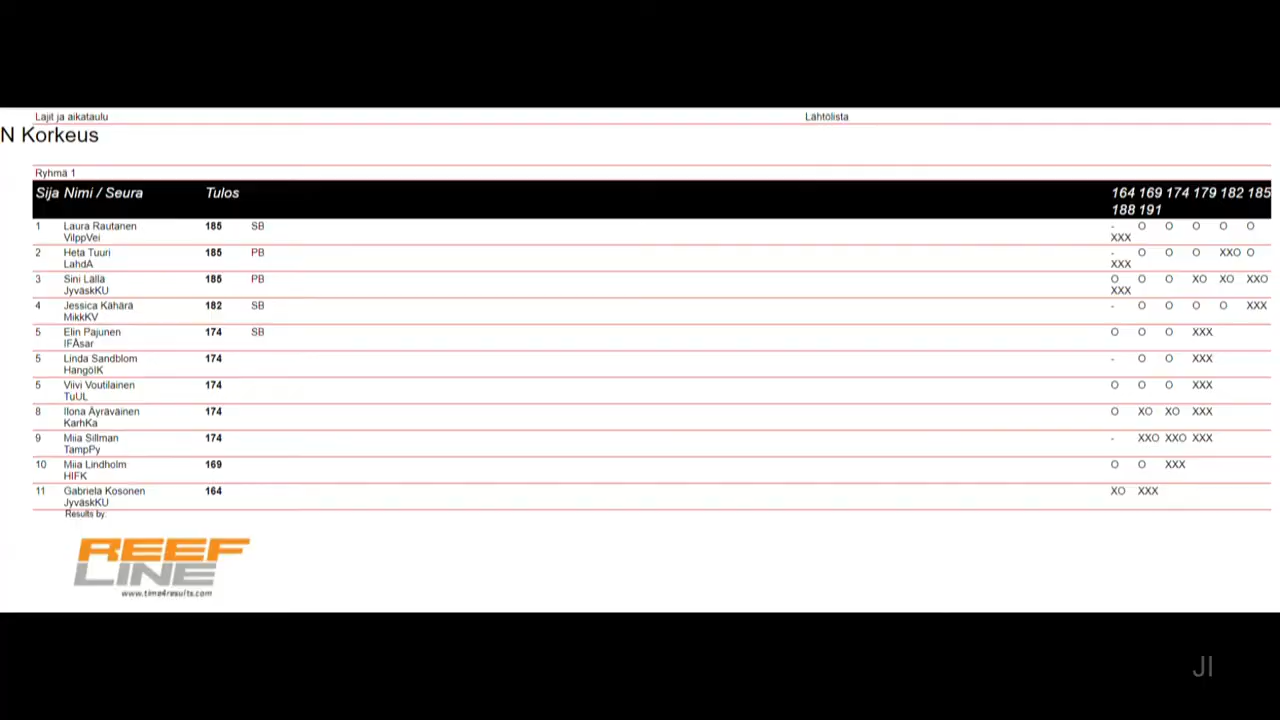 Lajit ja aikataulu Lähtölista
N Korkeus
Ryhmä 1
Sija Nimi / Seura Tulos 164 169 174 179 182 185
188 191
1 Laura Rautanen 185 SB - O O O O O
VilppVei XXX
2 Heta Tuuri 185 PB - O O O XXO O
LahdA XXX
3 Sini Lällä 185 PB O O O XO XO XXO
JyväskKU XXX
4 Jessica Kähärä 182 SB - O O O O XXX
MikkKV
5 Elin Pajunen 174 SB O O O XXX
IFÅsar
5 Linda Sandblom 174 - O O XXX
HangöIK
5 Viivi Voutilainen 174 O O O XXX
TuUL
8 Ilona Äyräväinen 174 O XO XO XXX
KarhKa
9 Miia Sillman 174 - XXO XXO XXX
TampPy
10 Miia Lindholm 169 O O XXX
HIFK
11 Gabriela Kosonen 164 XO XXX
JyväskKU
Results by:
REEF
LINE
www.time4results.com
JI